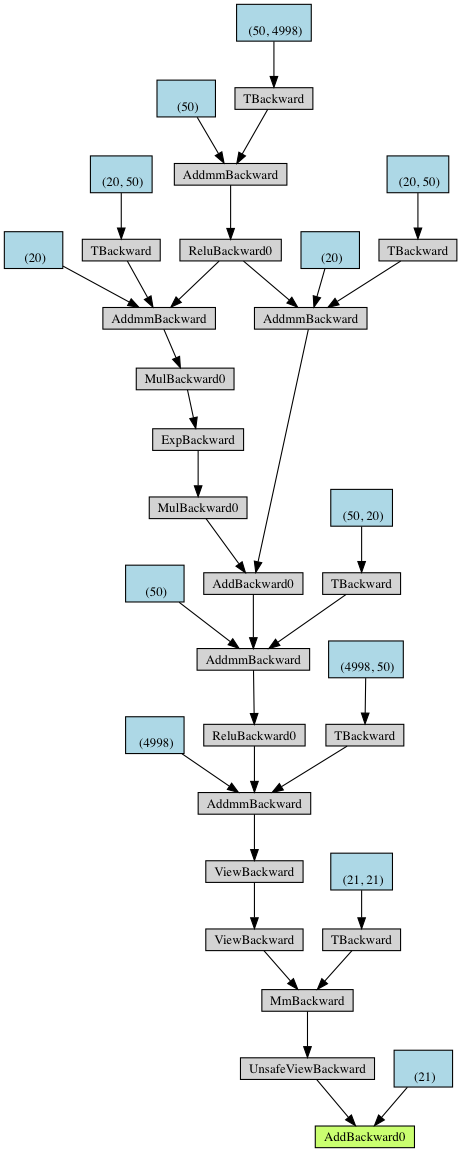 (50, 4998)
TBackward
(50)
AddmmBackward
(20, 50)
(20, 50)
(20)
TBackward
ReluBackward0
(20)
TBackward
AddmmBackward
AddmmBackward
MulBackward0
ExpBackward
(50, 20)
MulBackward0
(50)
AddBackward0
TBackward
AddmmBackward
(4998, 50)
(4998)
ReluBackward0
TBackward
AddmmBackward
ViewBackward
(21, 21)
ViewBackward
TBackward
MmBackward
UnsafeViewBackward
(21)
AddBackward0